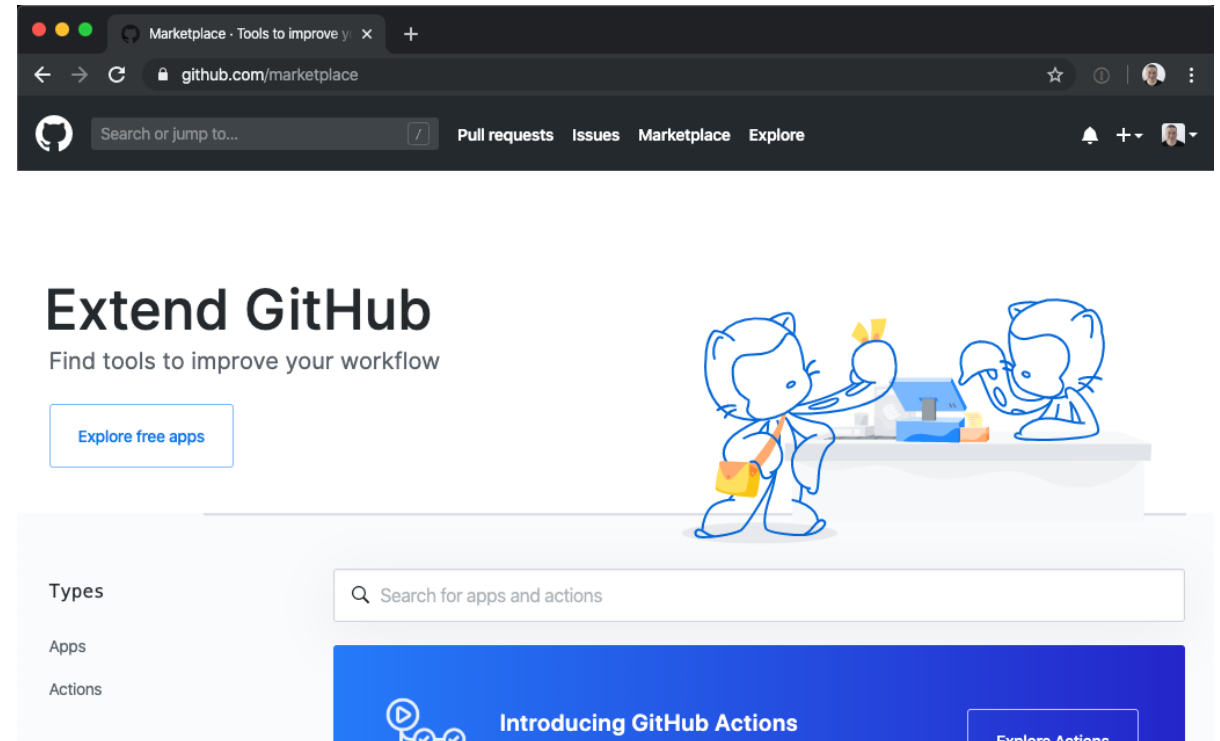 Marketplace · Tools to improve y
github.com/marketplace
Search or jump to... / Pull requests Issues Marketplace Explore
Extend GitHub
Find tools to improve your workflow
Explore free apps
Types
Search for apps and actions
Apps
Actions
Introducing GitHub Actions
Explore Actions